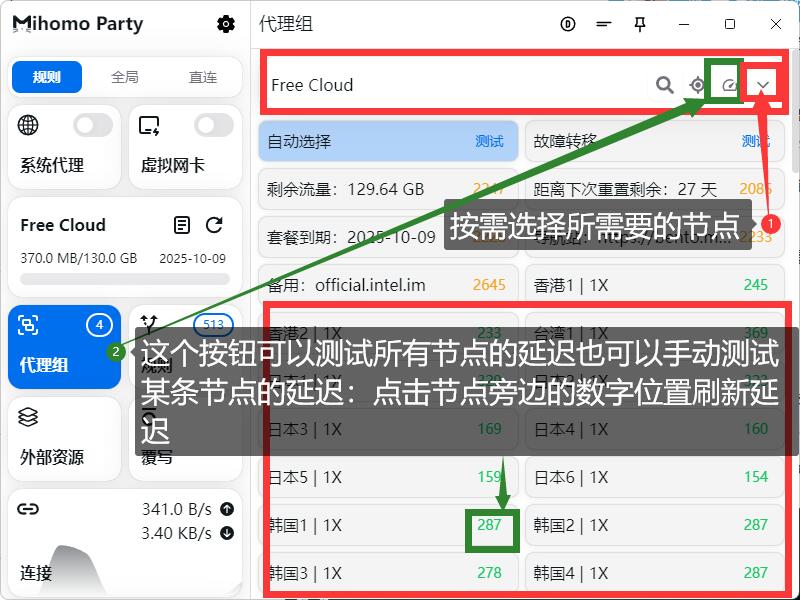 Mihomo Party
代理组
规则
全局
直连
Free Cloud
系统代理
虚拟网卡
自动选择
测试
故障转移
测试
剩余流量：129.64 GB
距离下次重置剩余：27 天
2085
Free Cloud
370.0 MB/130.0 GB
2025-10-09
套餐到期：2025-10-09
2233
按需选择所需要的节点
1
备用：official.intel.im
2645
香港1 | 1X
245
代理组
4
513
规则
香港2 | 1X
233
台湾1 | 1X
369
2
这个按钮可以测试所有节点的延迟也可以手动测试
某条节点的延迟：点击节点旁边的数字位置刷新延
迟
日本3 | 1X
169
日本4 | 1X
160
外部资源
覆写
日本5 | 1X
159
日本6 | 1X
154
341.0 B/s
3.40 KB/s
连接
韩国1 | 1X
287
韩国2 | 1X
287
韩国3 | 1X
278
韩国4 | 1X
287